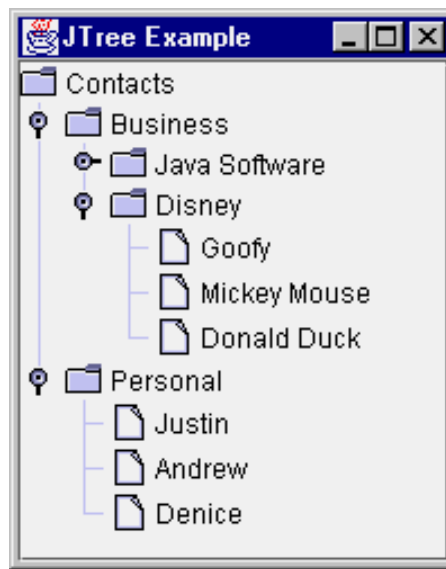 JTree Example
Contacts
Business
Java Software
Disney
Goofy
Mickey Mouse
Donald Duck
Personal
Justin
Andrew
Denice